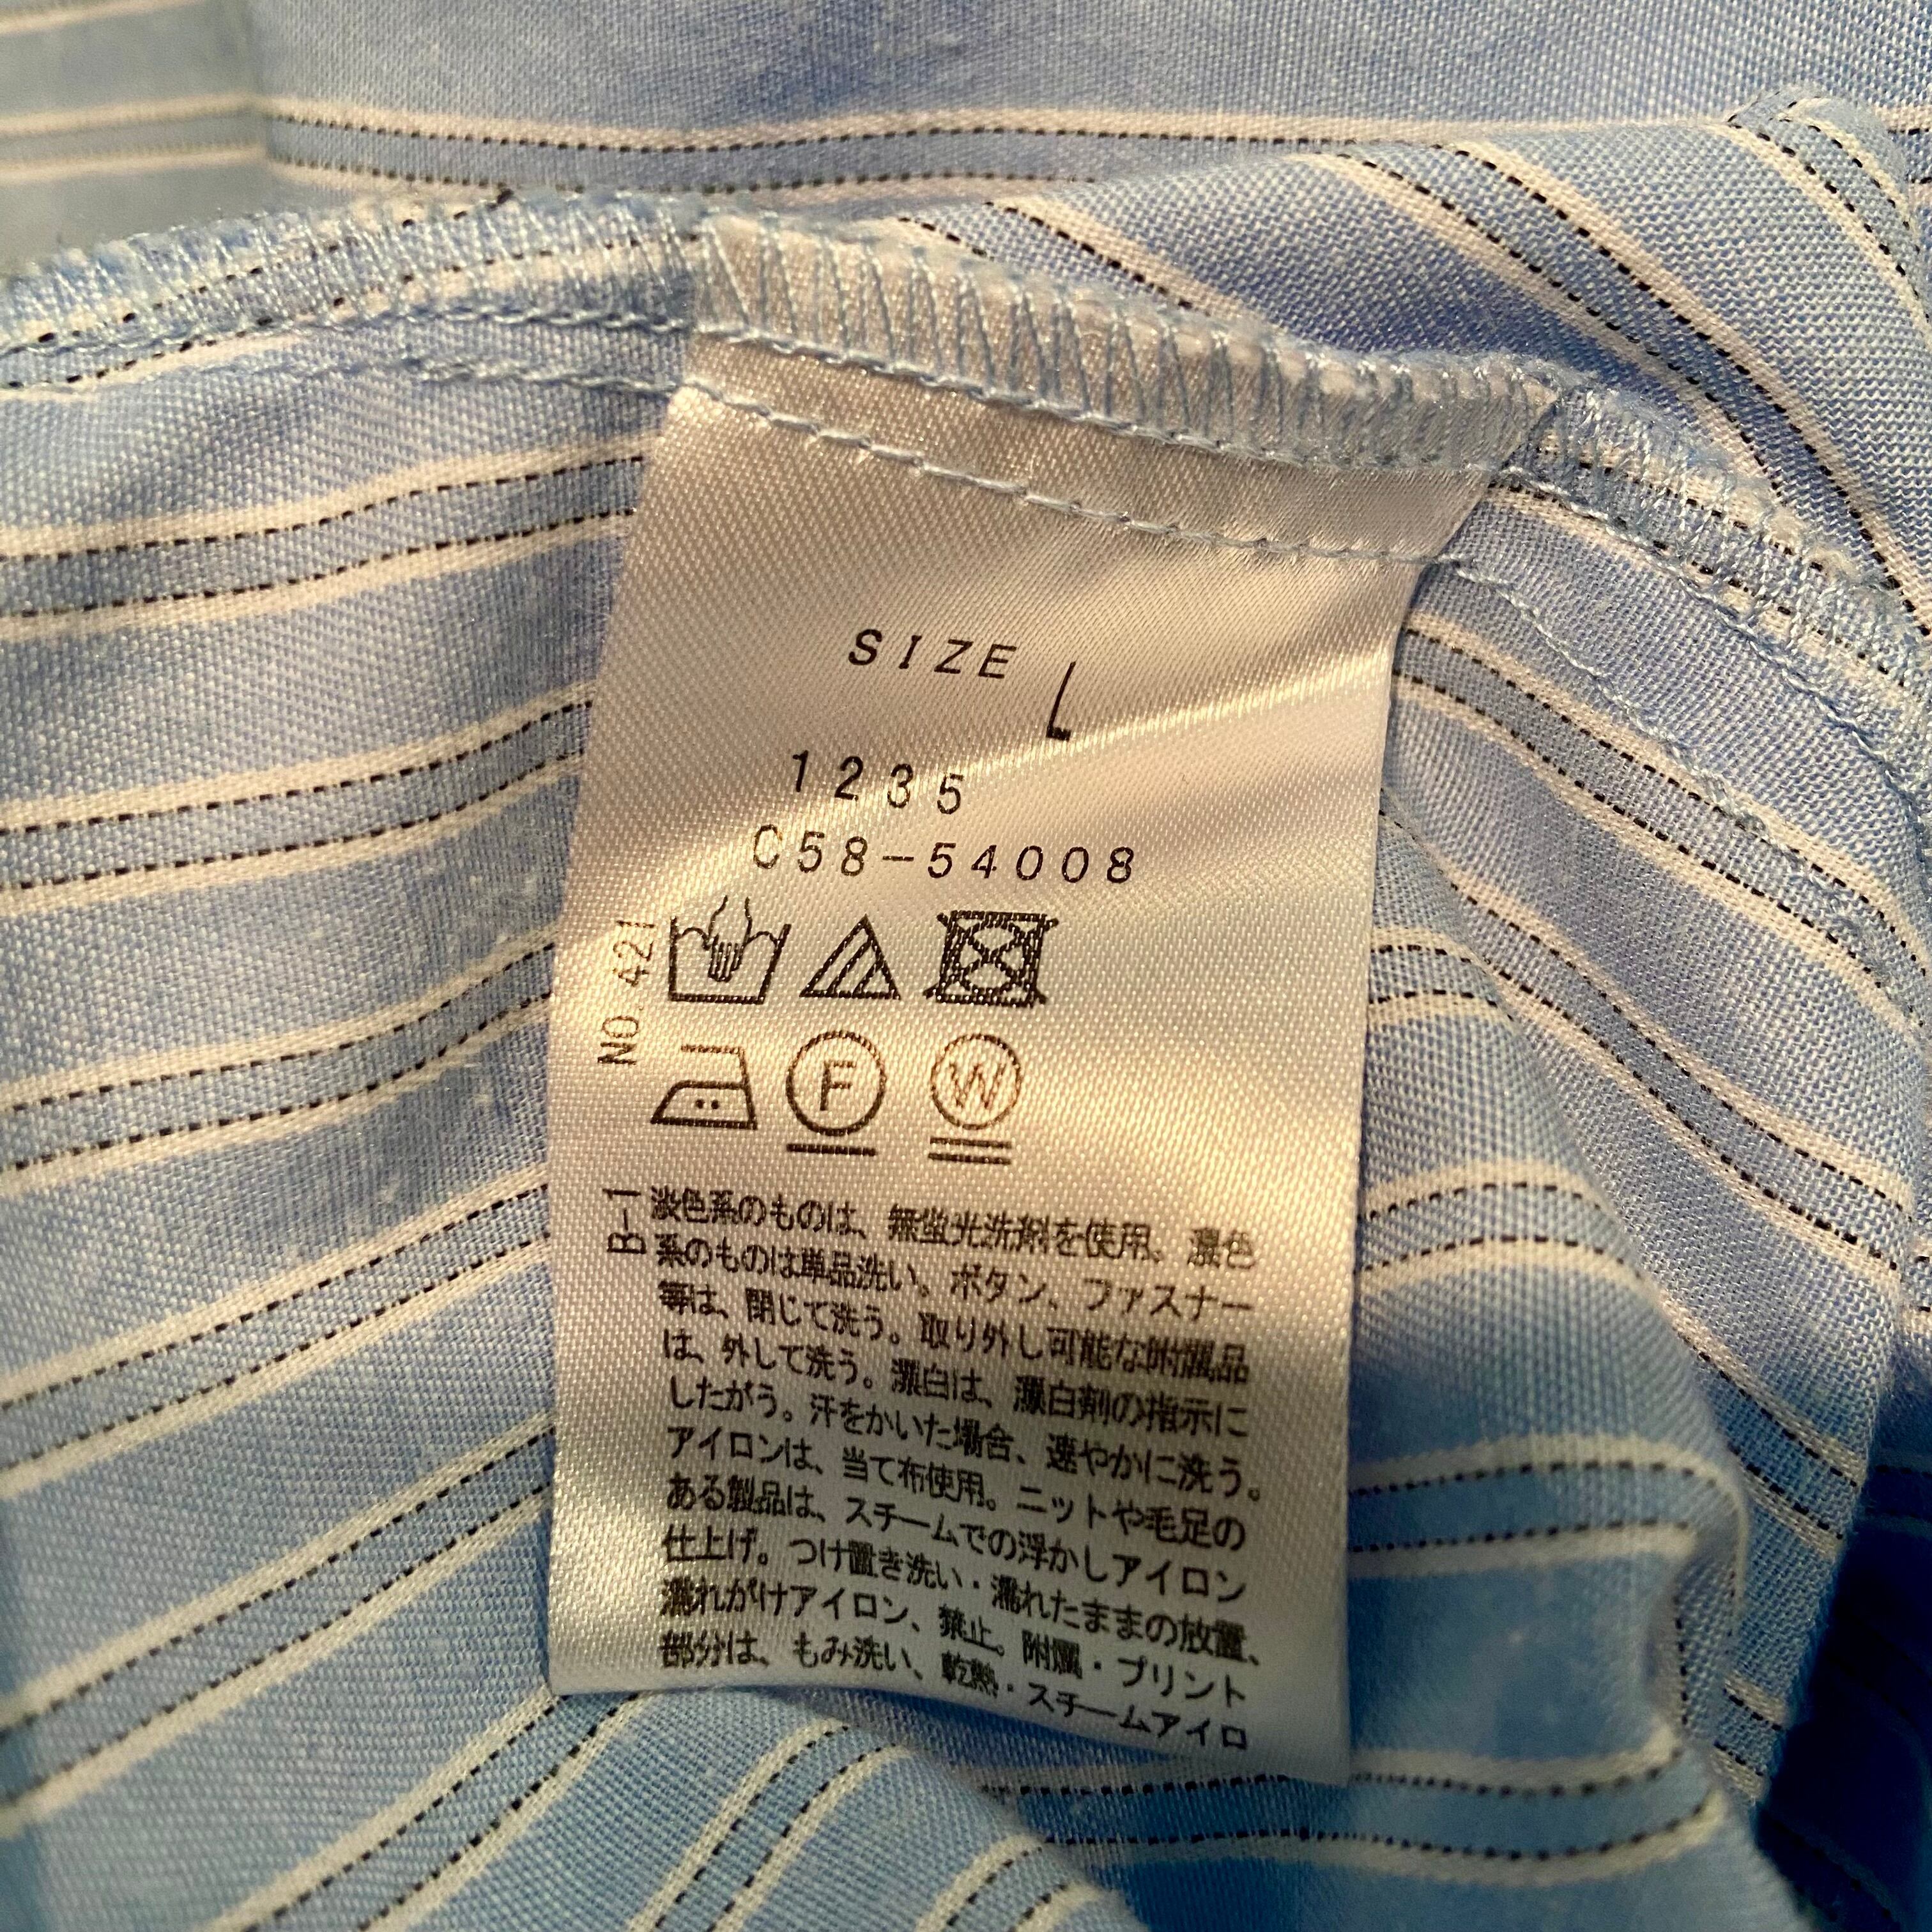 SIZE L
1235
C58-54008
NO. 421
F W
B-1
淡色系のものは、無蛍光洗剤を使用。濃色
系のものは単品洗い。ボタン、ファスナー
等は、閉じて洗う。取り外し可能な附属品
は、外して洗う。漂白は、漂白剤の指示に
したがう。汗をかいた場合、速やかに洗う。
アイロンは、当て布使用。ニットや毛足の
ある製品は、スチームでの浮かしアイロン
仕上げ。つけ置き洗い・濡れたままの放置、
濡れがけアイロン、禁止。附属・プリント
部分は、もみ洗い、乾熱・スチームアイロ